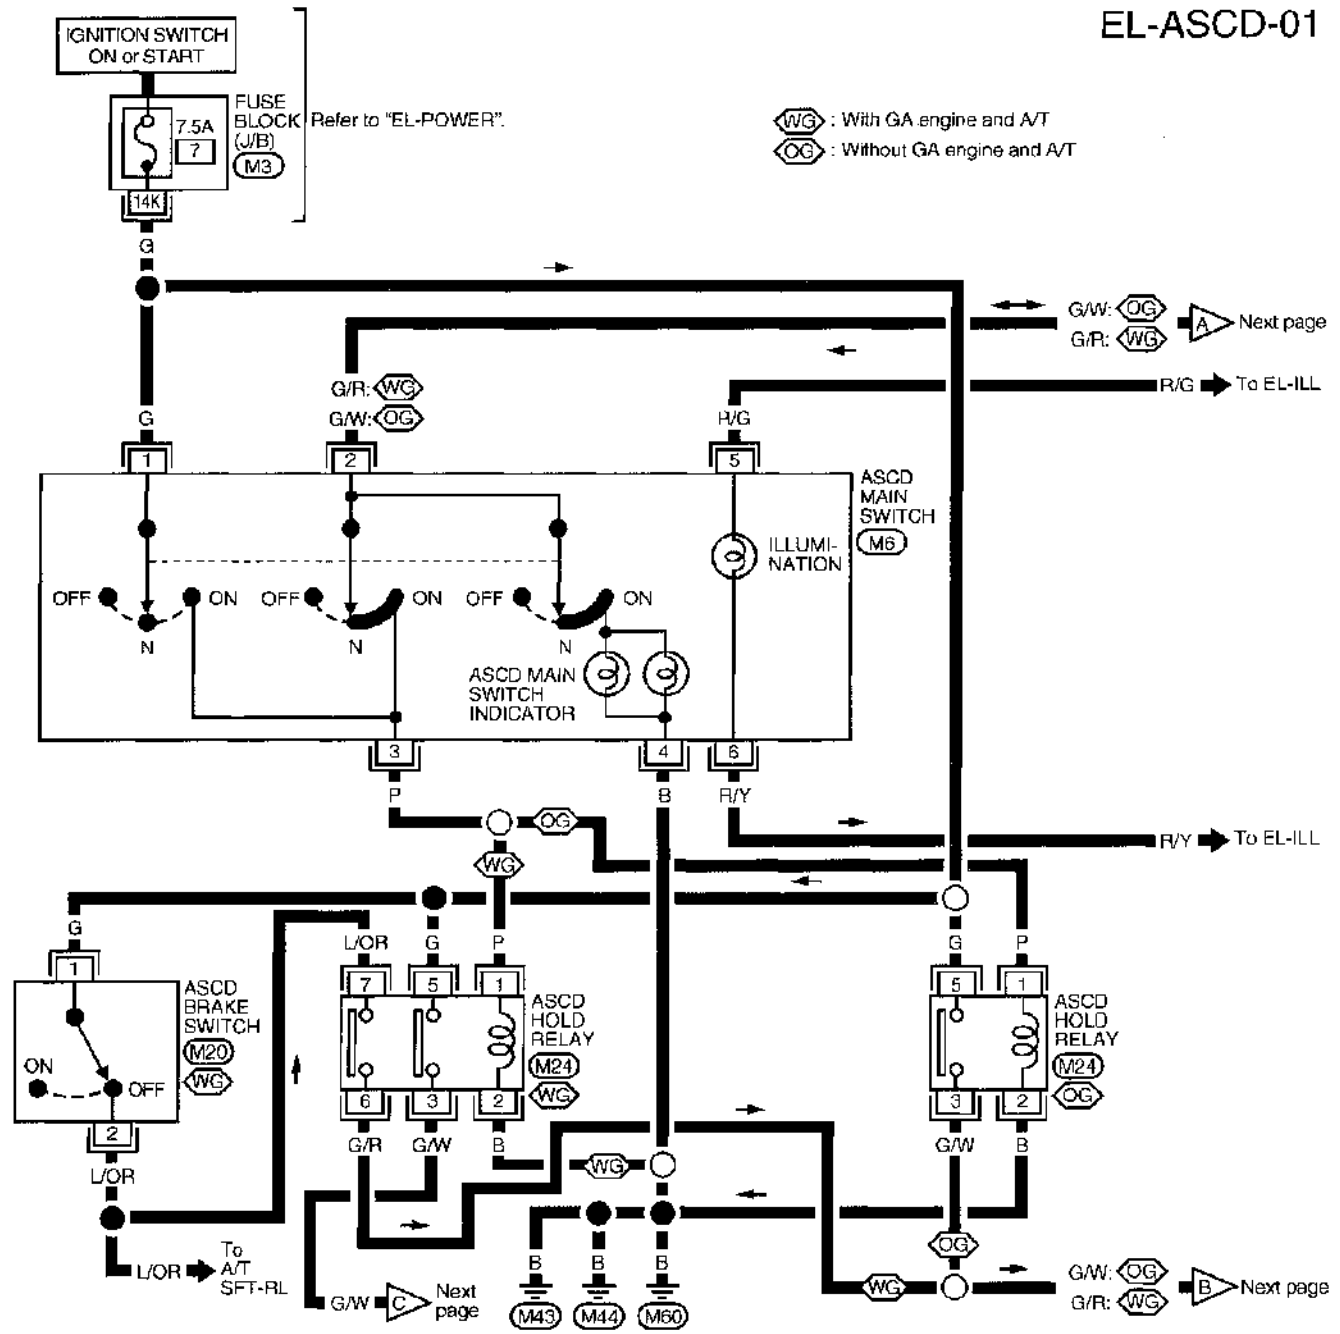 EL-ASCD-01
IGNITION SWITCH
ON or START
FUSE
BLOCK
(J/B)
M3
7.5A
7
14K
Refer to "EL-POWER".
WG : With GA engine and A/T
OG : Without GA engine and A/T
G
G/W: OG
G/R: WG
A Next page
G/R: WG
G/W: OG
R/G
R/G To EL-ILL
G
1
2
5
ASCD
MAIN
SWITCH
M6
ILLUMI-
NATION
OFF
ON
N
OFF
ON
N
OFF
ON
N
ASCD MAIN
SWITCH
INDICATOR
3
4
6
P
B
R/Y
OG
R/Y To EL-ILL
WG
G
L/OR
G
P
G
P
1
7
5
1
5
1
ASCD
BRAKE
SWITCH
M20
WG
ON
OFF
ASCD
HOLD
RELAY
M24
WG
ASCD
HOLD
RELAY
M24
OG
2
6
3
2
3
2
L/OR
G/R
G/W
B
G/W
B
WG
OG
L/OR
To
A/T
SFT-RL
G/W C Next
page
B
B
B
M43
M44
M60
WG
G/W: OG
G/R: WG
B Next page